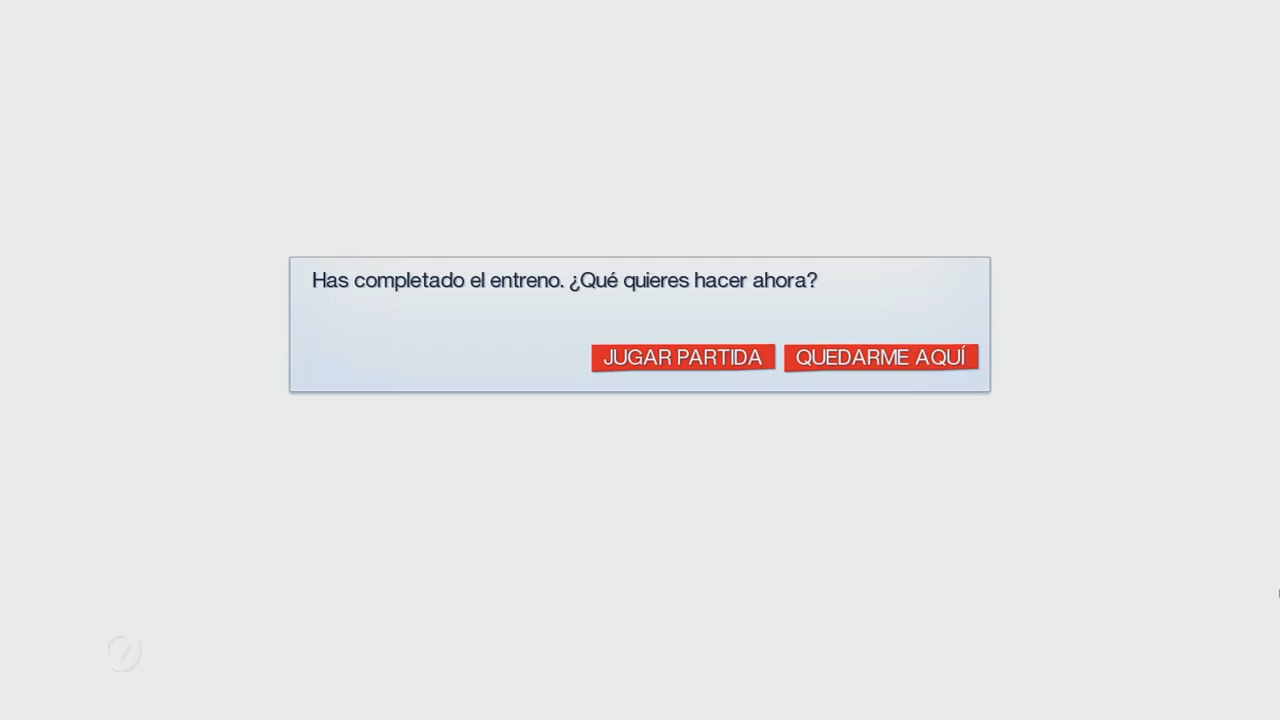 Has completado el entreno. ¿Qué quieres hacer ahora?
JUGAR PARTIDA QUEDARME AQUÍ